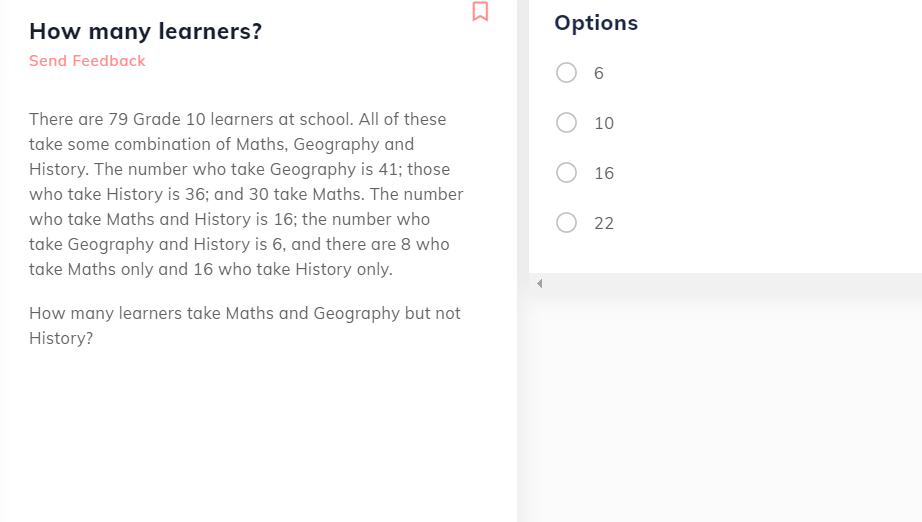 How many learners?
Send Feedback
There are 79 Grade 10 learners at school. All of these
take some combination of Maths, Geography and
History. The number who take Geography is 41; those
who take History is 36; and 30 take Maths. The number
who take Maths and History is 16; the number who
take Geography and History is 6, and there are 8 who
take Maths only and 16 who take History only.
How many learners take Maths and Geography but not
History?
Options
6
10
16
22